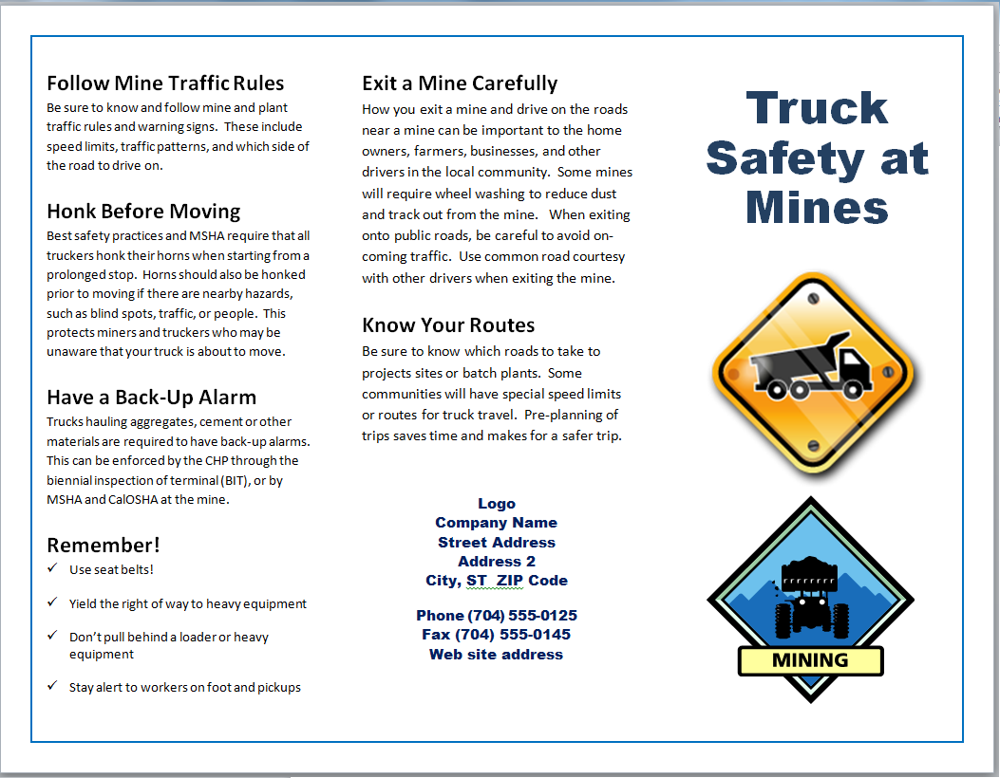 Follow Mine Traffic Rules
Be sure to know and follow mine and plant
traffic rules and warning signs.  These include
speed limits, traffic patterns, and which side of
the road to drive on.
Honk Before Moving
Best safety practices and MSHA require that all
truckers honk their horns when starting from a
prolonged stop.  Horns should also be honked
prior to moving if there are nearby hazards,
such as blind spots, traffic, or people.  This
protects miners and truckers who may be
unaware that your truck is about to move.
Have a Back-Up Alarm
Trucks hauling aggregates, cement or other
materials are required to have back-up alarms.
This can be enforced by the CHP through the
biennial inspection of terminal (BIT), or by
MSHA and CalOSHA at the mine.
Remember!
✓ Use seat belts!
✓ Yield the right of way to heavy equipment
✓ Don't pull behind a loader or heavy
equipment
✓ Stay alert to workers on foot and pickups
Exit a Mine Carefully
How you exit a mine and drive on the roads
near a mine can be important to the home
owners, farmers, businesses, and other
drivers in the local community.  Some mines
will require wheel washing to reduce dust
and track out from the mine.   When exiting
onto public roads, be careful to avoid on-
coming traffic.  Use common road courtesy
with other drivers when exiting the mine.
Know Your Routes
Be sure to know which roads to take to
projects sites or batch plants.  Some
communities will have special speed limits
or routes for truck travel.  Pre-planning of
trips saves time and makes for a safer trip.
Logo
Company Name
Street Address
Address 2
City, ST  ZIP Code
Phone (704) 555-0125
Fax (704) 555-0145
Web site address
Truck
Safety at
Mines
MINING